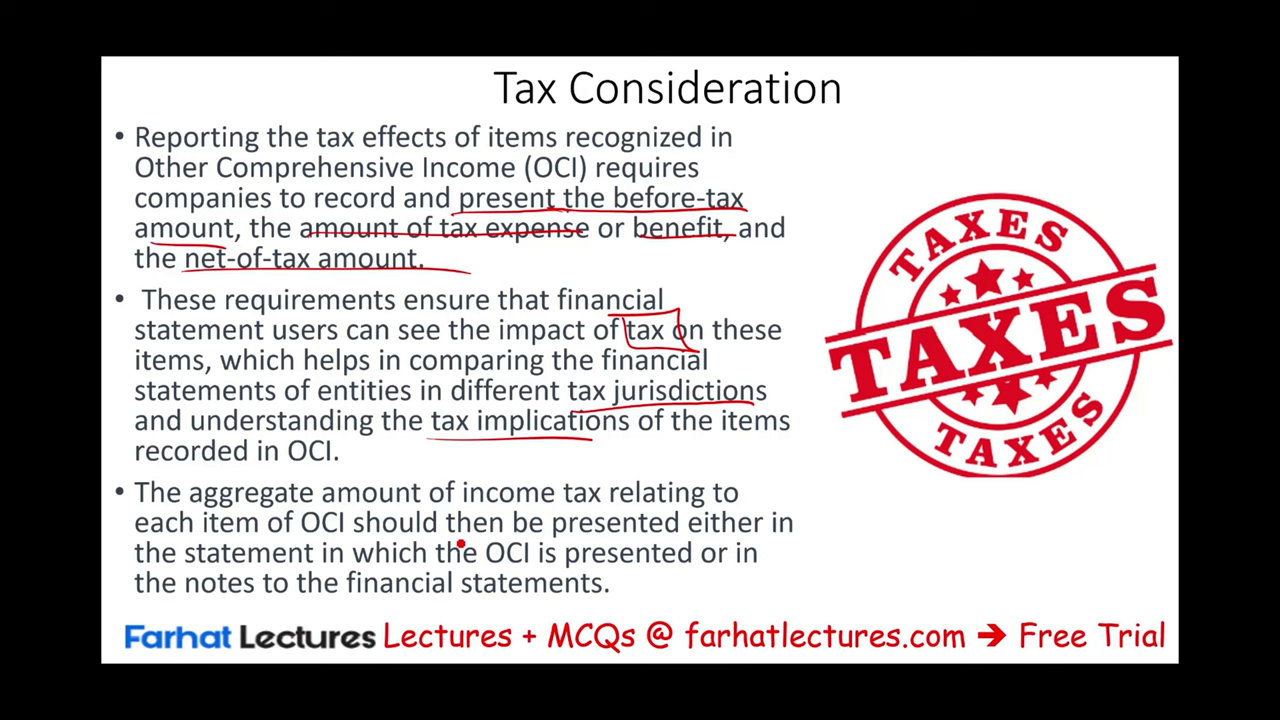 Tax Consideration
• Reporting the tax effects of items recognized in
Other Comprehensive Income (OCI) requires
companies to record and present the before-tax
amount, the amount of tax expense or benefit, and
the net-of-tax amount.
• These requirements ensure that financial
statement users can see the impact of tax on these
items, which helps in comparing the financial
statements of entities in different tax jurisdictions
and understanding the tax implications of the items
recorded in OCI.
• The aggregate amount of income tax relating to
each item of OCI should then be presented either in
the statement in which the OCI is presented or in
the notes to the financial statements.
TAXES
TAXES
TAXES
Farhat Lectures Lectures + MCQs @ farhatlectures.com → Free Trial